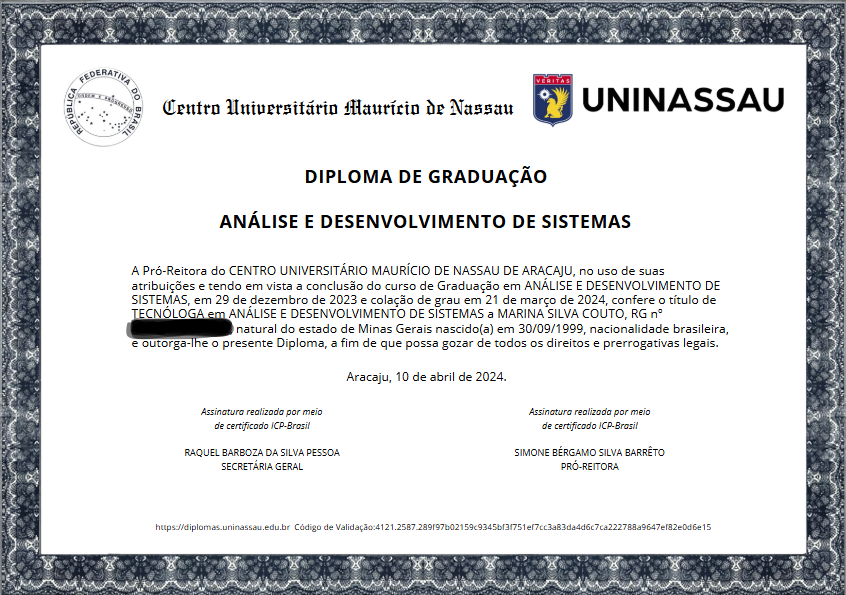 REPÚBLICA FEDERATIVA DO BRASIL
ORDEM E PROGRESSO
Centro Universitário Maurício de Nassau
VERITAS
UNINASSAU
DIPLOMA DE GRADUAÇÃO
ANÁLISE E DESENVOLVIMENTO DE SISTEMAS
A Pró-Reitora do CENTRO UNIVERSITÁRIO MAURÍCIO DE NASSAU DE ARACAJU, no uso de suas
atribuições e tendo em vista a conclusão do curso de Graduação em ANÁLISE E DESENVOLVIMENTO DE
SISTEMAS, em 29 de dezembro de 2023 e colação de grau em 21 de março de 2024, confere o título de
TECNÓLOGA em ANÁLISE E DESENVOLVIMENTO DE SISTEMAS a MARINA SILVA COUTO, RG nº
natural do estado de Minas Gerais nascido(a) em 30/09/1999, nacionalidade brasileira,
e outorga-lhe o presente Diploma, a fim de que possa gozar de todos os direitos e prerrogativas legais.
Aracaju, 10 de abril de 2024.
Assinatura realizada por meio
de certificado ICP-Brasil
RAQUEL BARBOZA DA SILVA PESSOA
SECRETÁRIA GERAL
Assinatura realizada por meio
de certificado ICP-Brasil
SIMONE BÉRGAMO SILVA BARRÊTO
PRÓ-REITORA
https://diplomas.uninassau.edu.br Código de Validação:4121.2587.289f97b02159c9345bf3f751ef7cc3a83da4d6c7ca222788a9647ef82e0d6e15